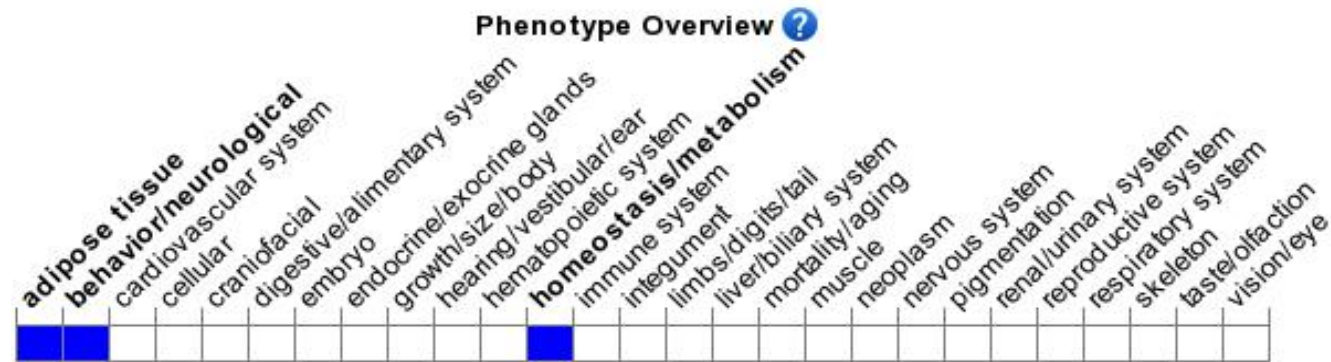 Phenotype Overview ?
adipose tissue
behavior/neurological
cardiovascular system
cellular
craniofacial
digestive/alimentary system
embryo
endocrine/exocrine glands
growth/size/body
hearing/vestibular/ear
hematopoietic system
homeostasis/metabolism
immune system
integument
limbs/digits/tail
liver/biliary system
mortality/aging
muscle
neoplasm
nervous system
pigmentation
renal/urinary system
reproductive system
respiratory system
skeleton
taste/olfaction
vision/eye